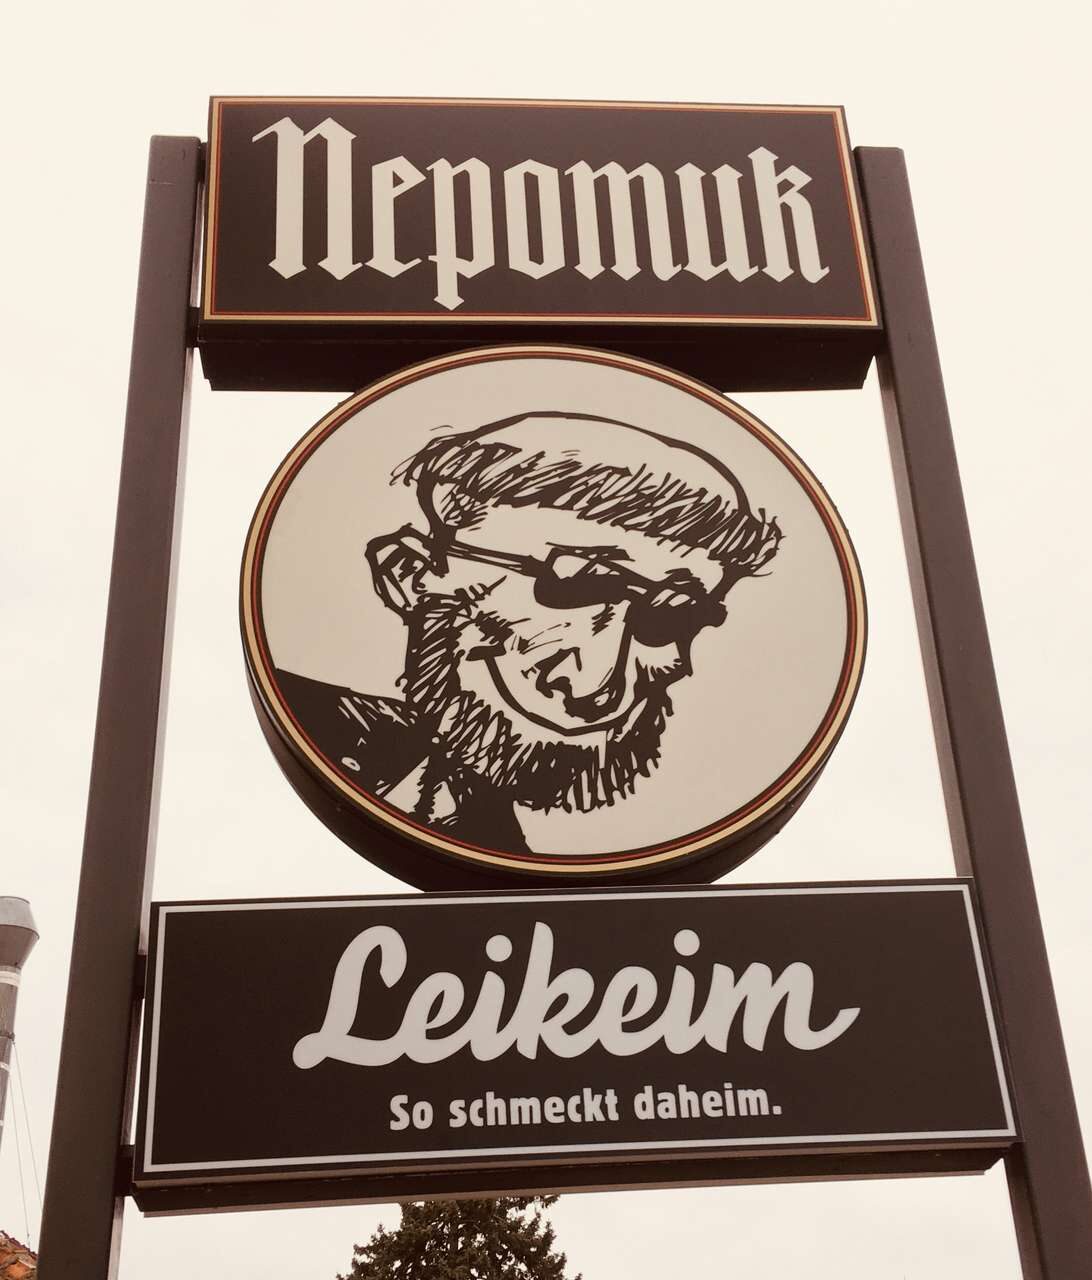 Nepomuk
Leikeim
So schmeckt daheim.